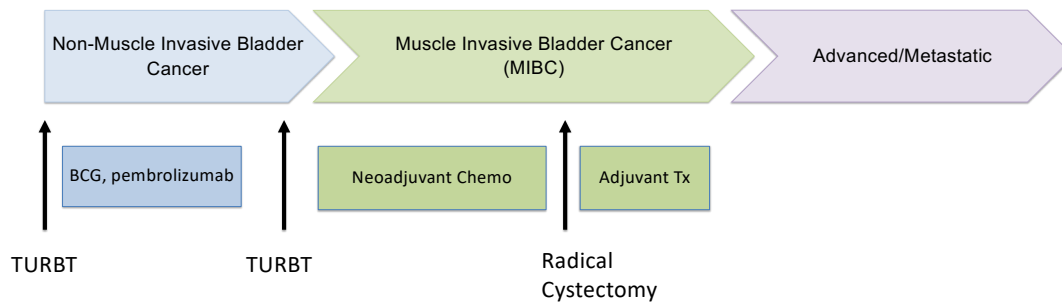 Non-Muscle Invasive Bladder
Cancer
Muscle Invasive Bladder Cancer
(MIBC)
Advanced/Metastatic
BCG, pembrolizumab
Neoadjuvant Chemo
Adjuvant Tx
TURBT
TURBT
Radical
Cystectomy